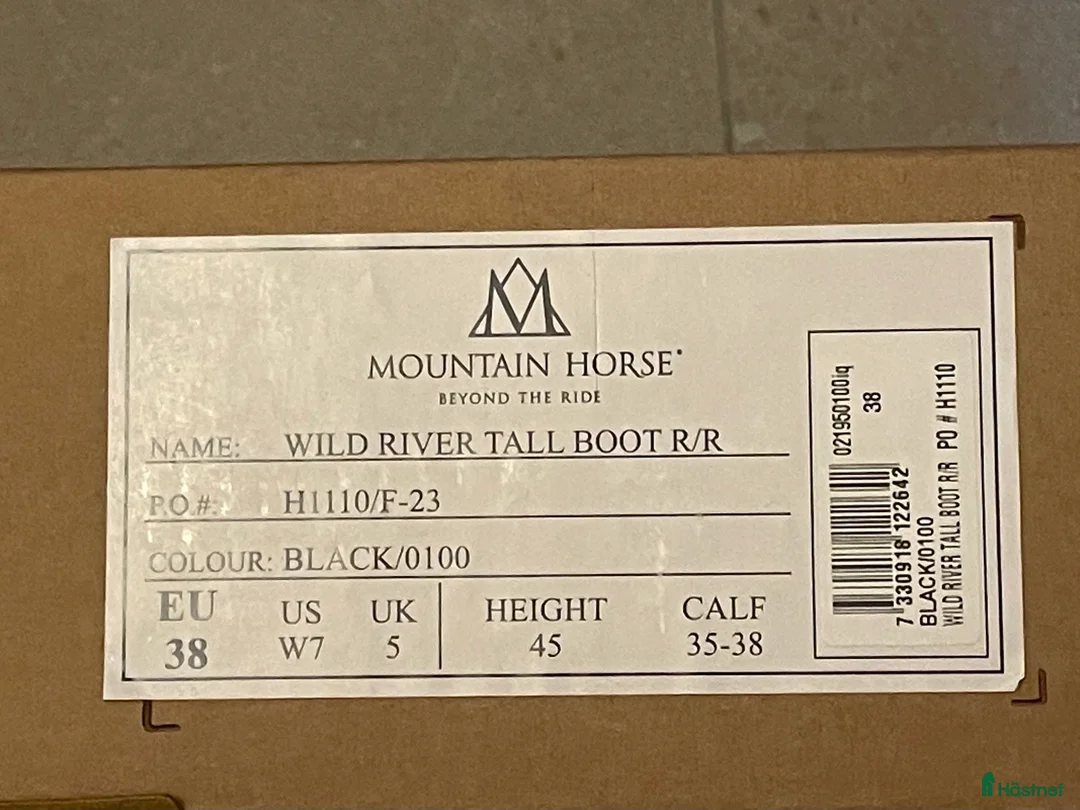 MOUNTAIN HORSE®
BEYOND THE RIDE
NAME: WILD RIVER TALL BOOT R/R
P.O.#: H1110/F-23
COLOUR: BLACK/0100
EU US UK HEIGHT CALF
38 W7 5 45 35-38
021950100iq
38
7 330918 122642
BLACK/0100
WILD RIVER TALL BOOT R/R PO # H1110
Hästnet